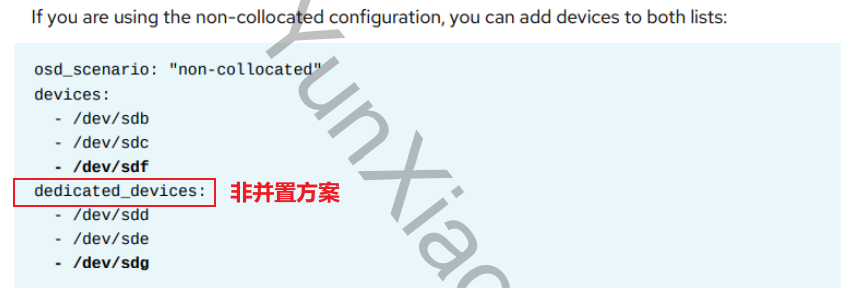 If you are using the non-collocated configuration, you can add devices to both lists:
osd_scenario: "non-collocated"
devices:
- /dev/sdb
- /dev/sdc
- /dev/sdf
dedicated_devices: 非并置方案
- /dev/sdd
- /dev/sde
- /dev/sdg
YunXiao